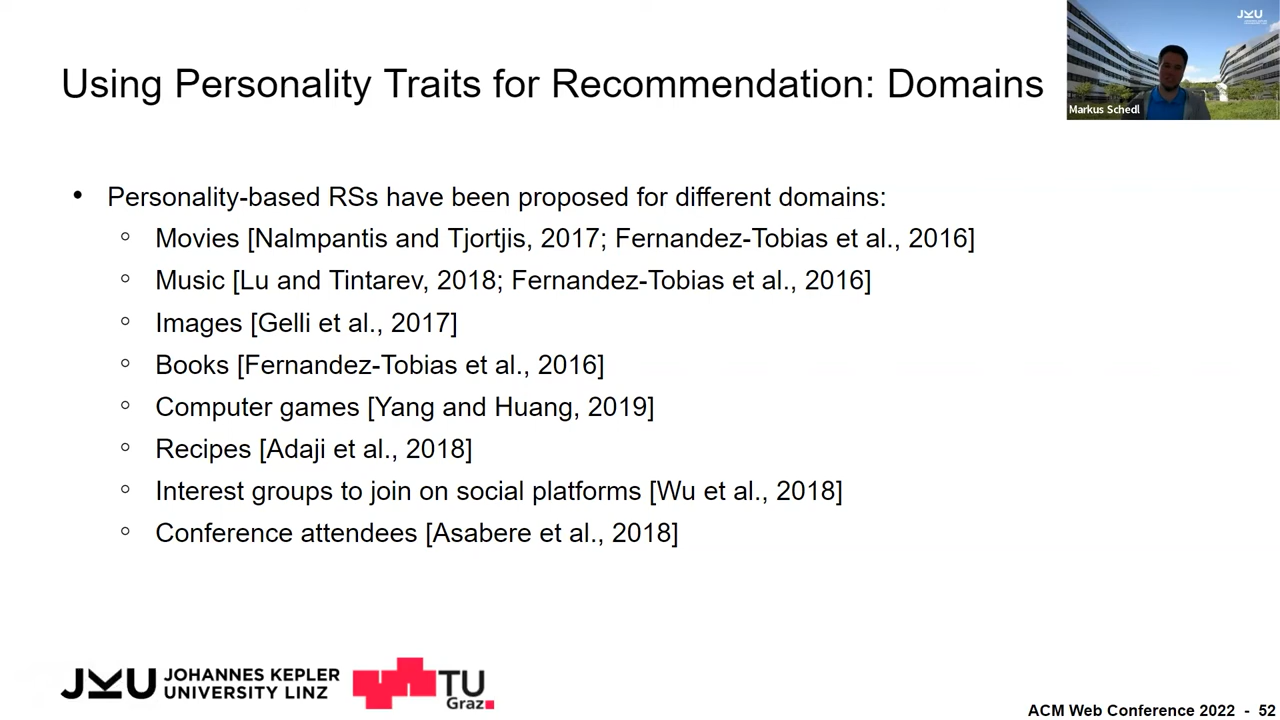 JKU
Markus Schedl
Using Personality Traits for Recommendation: Domains
• Personality-based RSs have been proposed for different domains:
○ Movies [Nalmpantis and Tjortjis, 2017; Fernandez-Tobias et al., 2016]
○ Music [Lu and Tintarev, 2018; Fernandez-Tobias et al., 2016]
○ Images [Gelli et al., 2017]
○ Books [Fernandez-Tobias et al., 2016]
○ Computer games [Yang and Huang, 2019]
○ Recipes [Adaji et al., 2018]
○ Interest groups to join on social platforms [Wu et al., 2018]
○ Conference attendees [Asabere et al., 2018]
JKU JOHANNES KEPLER
UNIVERSITY LINZ
TU
Graz
ACM Web Conference 2022 - 52